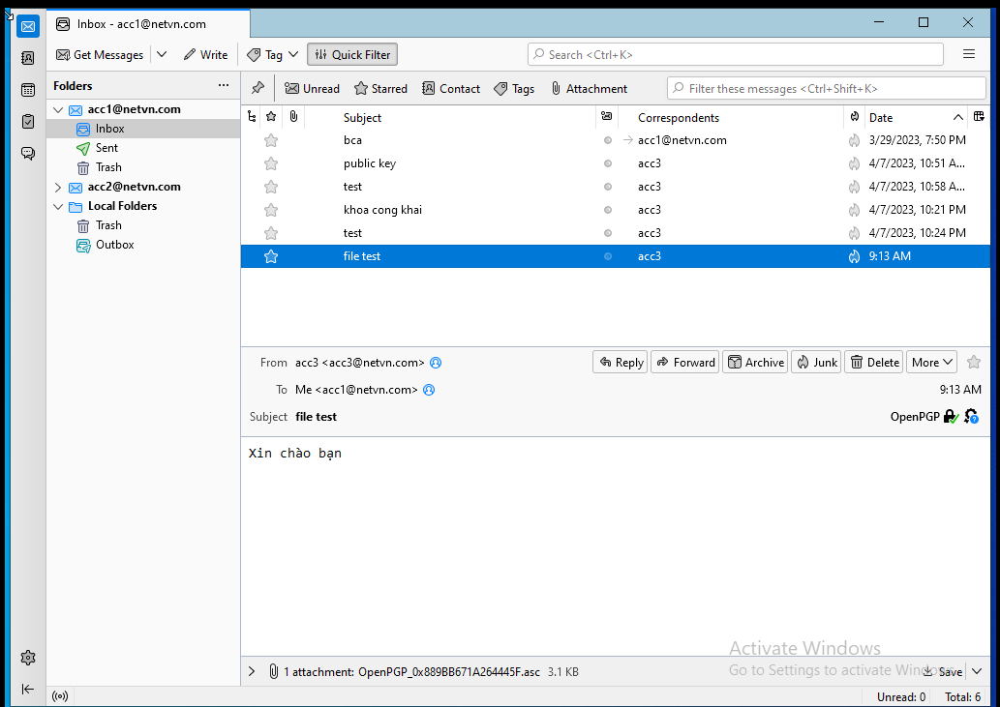 Inbox - acc1@netvn.com
Get Messages Write Tag Quick Filter Search <Ctrl+K>
Folders ... Unread Starred Contact Tags Attachment Filter these messages <Ctrl+Shift+K>
acc1@netvn.com
Inbox
Sent
Trash
acc2@netvn.com
Local Folders
Trash
Outbox
Subject Correspondents Date
bca acc1@netvn.com 3/29/2023, 7:50 PM
public key acc3 4/7/2023, 10:51 A...
test acc3 4/7/2023, 10:58 A...
khoa cong khai acc3 4/7/2023, 10:21 PM
test acc3 4/7/2023, 10:24 PM
file test acc3 9:13 AM
From acc3 <acc3@netvn.com> Reply Forward Archive Junk Delete More
To Me <acc1@netvn.com> 9:13 AM
Subject file test OpenPGP
Xin chào bạn
Activate Windows
Go to Settings to activate Windows.
1 attachment: OpenPGP_0x889BB671A264445F.asc 3.1 KB Save
Unread: 0 Total: 6